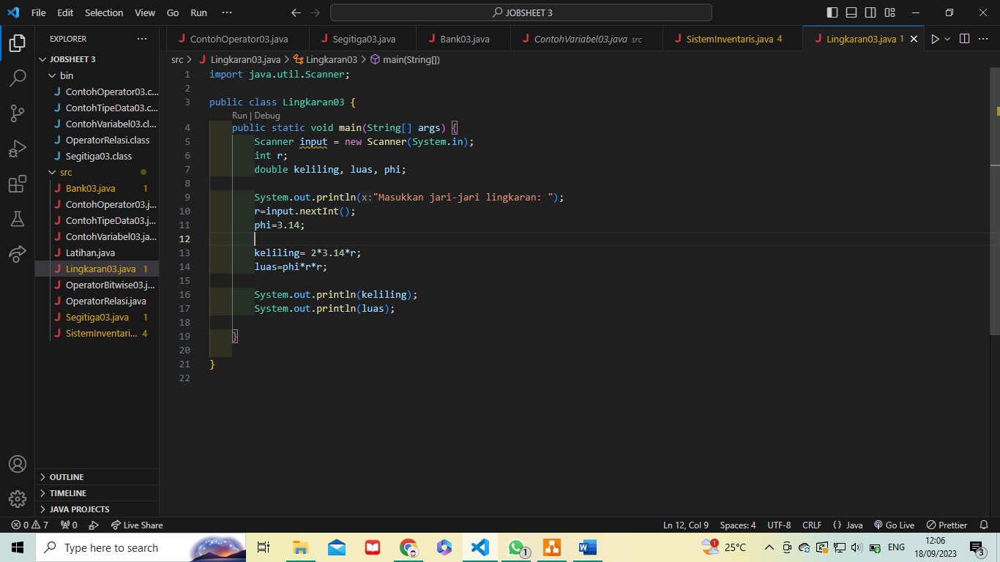 File Edit Selection View Go Run ··· JOBSHEET 3
EXPLORER ···
JOBSHEET 3
bin
ContohOperator03.c...
ContohTipeData03.c...
ContohVariabel03.cl...
OperatorRelasi.class
Segitiga03.class
src
Bank03.java 1
ContohOperator03.j...
ContohTipeData03.j...
ContohVariabel03.ja...
Latihan.java
Lingkaran03.java 1
OperatorBitwise03.j...
OperatorRelasi.java
Segitiga03.java 1
SistemInventari... 4
OUTLINE
TIMELINE
JAVA PROJECTS
ContohOperator03.java Segitiga03.java Bank03.java ContohVariabel03.java src SistemInventaris.java 4 Lingkaran03.java 1
src > Lingkaran03.java > Lingkaran03 > main(String[])
1 import java.util.Scanner;
2
3 public class Lingkaran03 {
Run | Debug
4 public static void main(String[] args) {
5 Scanner input = new Scanner(System.in);
6 int r;
7 double keliling, luas, phi;
8
9 System.out.println(x:"Masukkan jari-jari lingkaran: ");
10 r=input.nextInt();
11 phi=3.14;
12
13 keliling= 2*3.14*r;
14 luas=phi*r*r;
15
16 System.out.println(keliling);
17 System.out.println(luas);
18
19 }
20
21 }
22
0 7 0 Live Share Ln 12, Col 9 Spaces: 4 UTF-8 CRLF {} Java Go Live Prettier
Type here to search 1 1 25°C ENG 12:06
18/09/2023 3